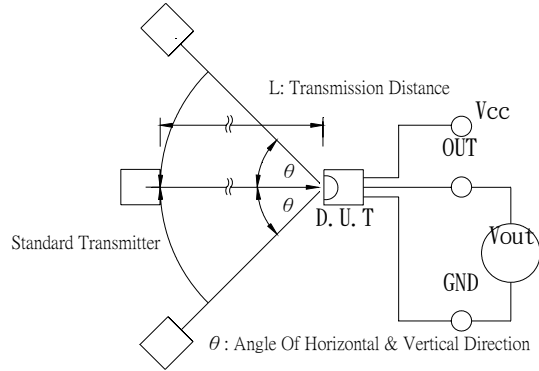 L: Transmission Distance
Vcc
OUT
θ
θ
D.U.T
Standard Transmitter
Vout
GND
θ : Angle Of Horizontal & Vertical Direction